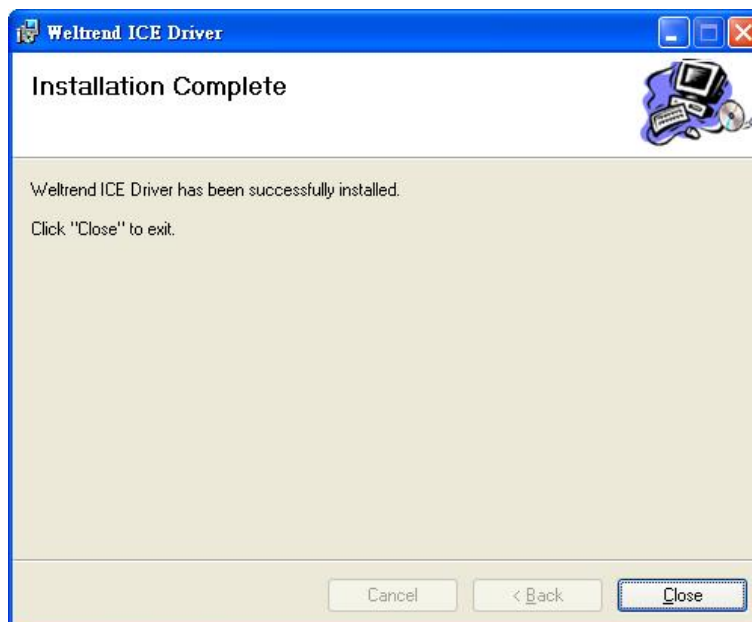 Weltrend ICE Driver
Installation Complete
Weltrend ICE Driver has been successfully installed.
Click "Close" to exit.
Cancel
< Back
Close